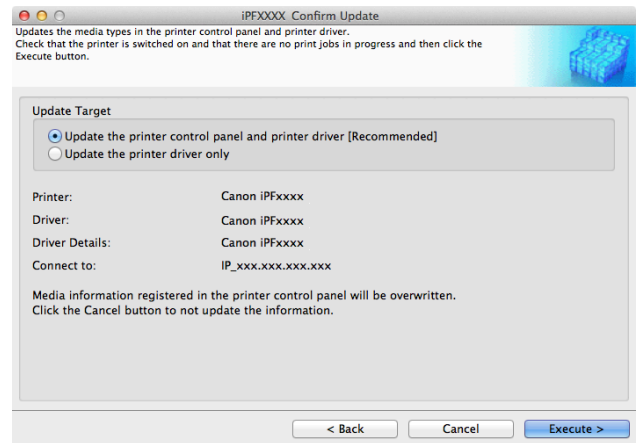 iPFXXXX Confirm Update
Updates the media types in the printer control panel and printer driver.
Check that the printer is switched on and that there are no print jobs in progress and then click the
Execute button.
Update Target
Update the printer control panel and printer driver [Recommended]
Update the printer driver only
Printer: Canon iPFxxxx
Driver: Canon iPFxxxx
Driver Details: Canon iPFxxxx
Connect to: IP_xxx.xxx.xxx.xxx
Media information registered in the printer control panel will be overwritten.
Click the Cancel button to not update the information.
< Back Cancel Execute >